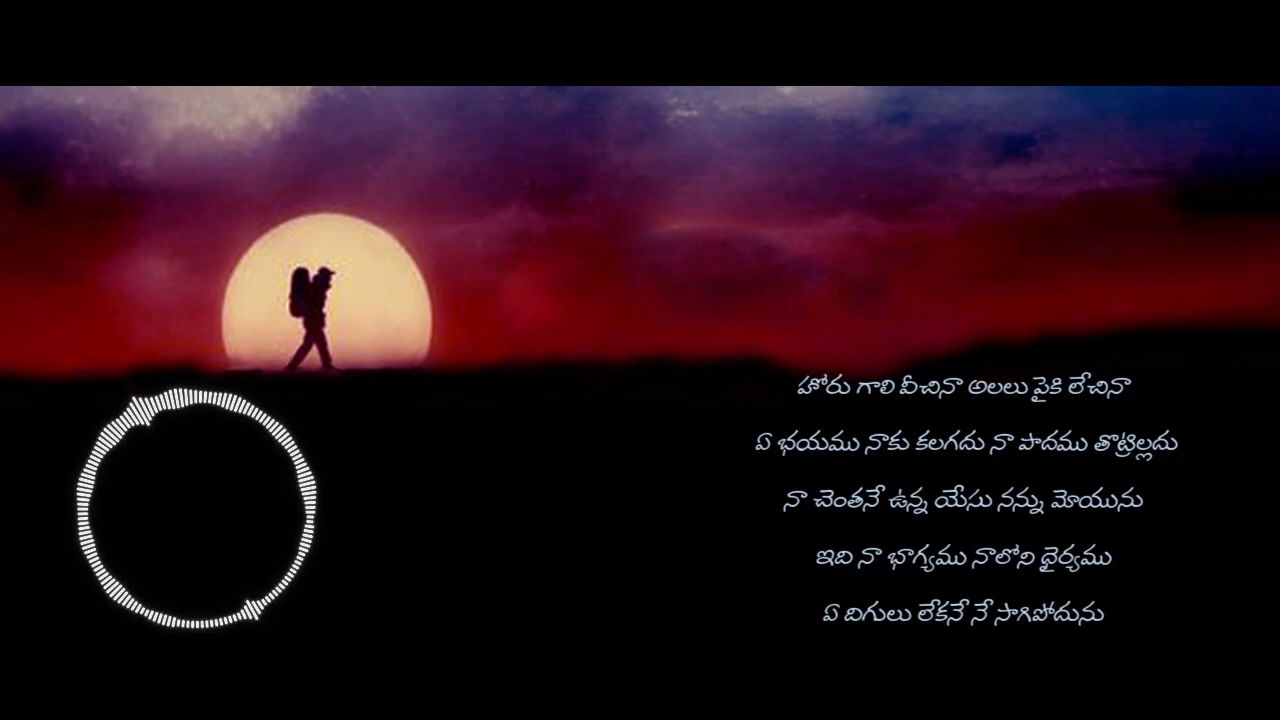 హోరు గాలి వీచినా అలలు పైకి లేచినా
ఏ భయము నాకు కలగదు నా పాదము తొట్రిల్లదు
నా చెంతనే ఉన్న యేసు నన్ను మోయును
ఇది నా భాగ్యము నాలోని ధైర్యము
ఏ దిగులు లేకనే నే సాగిపోదును